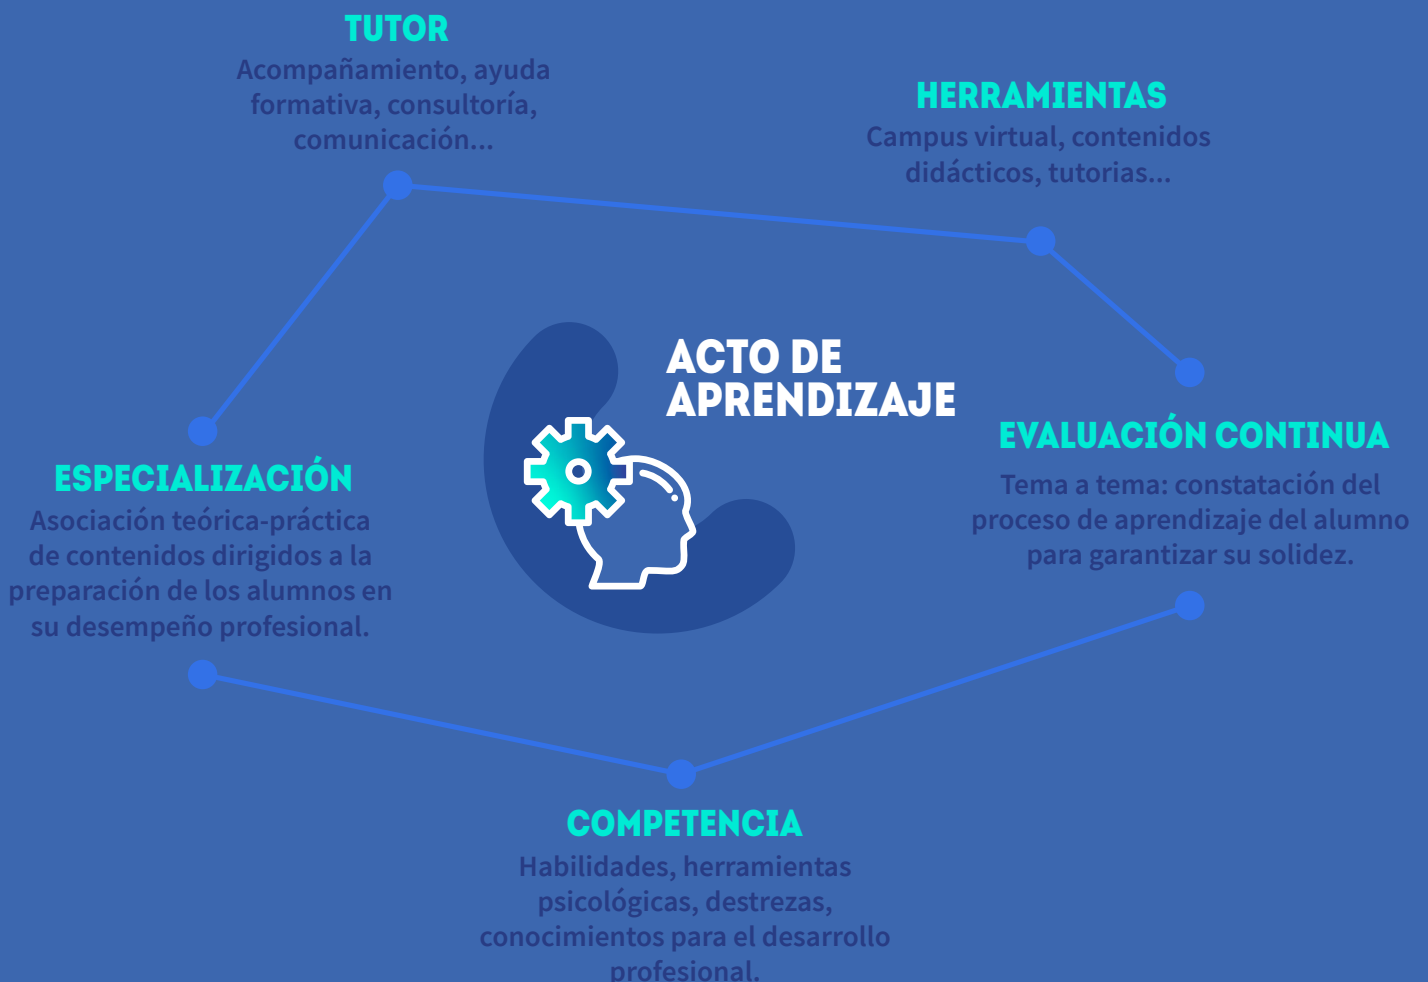 TUTOR
Acompañamiento, ayuda
formativa, consultoría,
comunicación...
HERRAMIENTAS
Campus virtual, contenidos
didácticos, tutorias...
ACTO DE
APRENDIZAJE
EVALUACIÓN CONTINUA
Tema a tema: constatación del
proceso de aprendizaje del alumno
para garantizar su solidez.
ESPECIALIZACIÓN
Asociación teórica-práctica
de contenidos dirigidos a la
preparación de los alumnos en
su desempeño profesional.
COMPETENCIA
Habilidades, herramientas
psicológicas, destrezas,
conocimientos para el desarrollo
profesional.